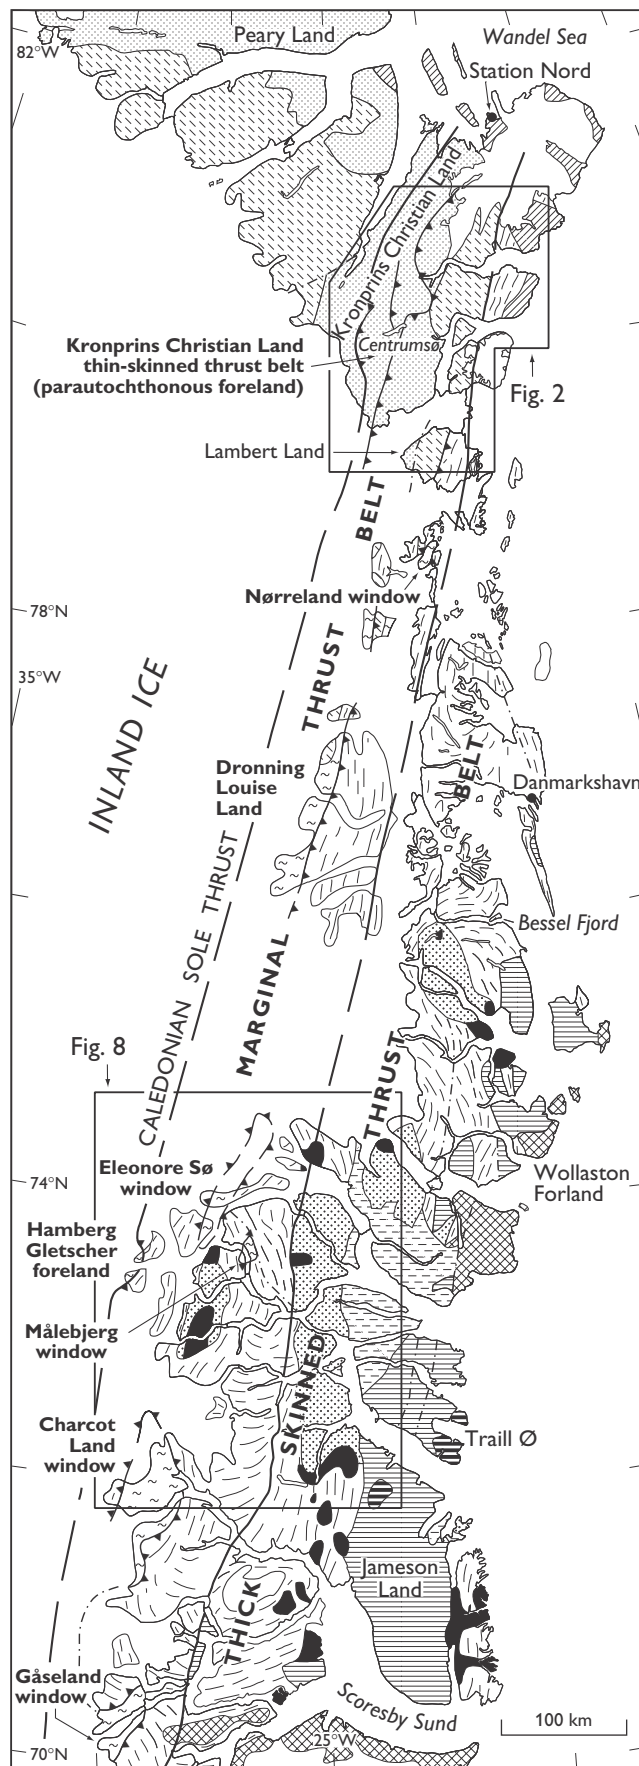 Peary Land
Wandel Sea
82°W
Station Nord
Kronprins Christian Land
Centrumsø
Kronprins Christian Land
thin-skinned thrust belt
(parautochthonous foreland)
Fig. 2
Lambert Land
BELT
Nørreland window
78°N
THRUST
35°W
INLAND ICE
Dronning
Louise
Land
BELT
Danmarkshavn
CALEDONIAN SOLE THRUST
Bessel Fjord
MARGINAL
Fig. 8
THRUST
Eleonore Sø
window
74°N
Wollaston
Forland
Hamberg
Gletscher
foreland
Målebjerg
window
SKINNED
Charcot
Land
window
Traill Ø
Jameson
Land
THICK
Gåseland
window
Scoresby Sund
100 km
25°W
70°N